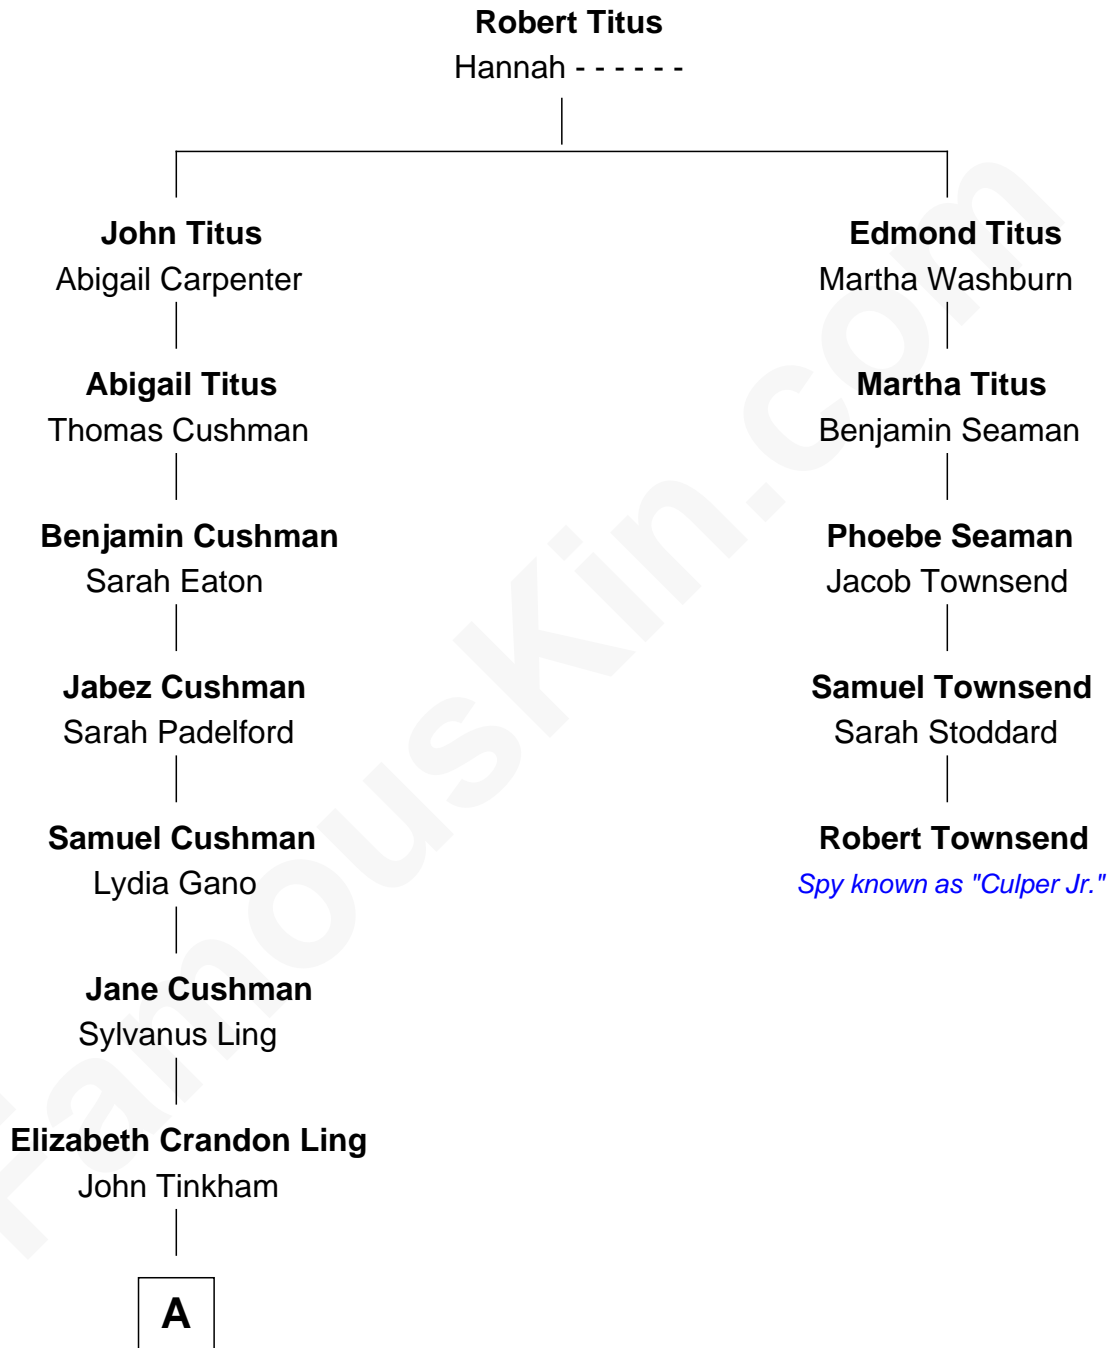 Robert Titus
Hannah - - - - - -
John Titus
Abigail Carpenter
Edmond Titus
Martha Washburn
Abigail Titus
Thomas Cushman
Martha Titus
Benjamin Seaman
Benjamin Cushman
Sarah Eaton
Phoebe Seaman
Jacob Townsend
Jabez Cushman
Sarah Padelford
Samuel Townsend
Sarah Stoddard
Samuel Cushman
Lydia Gano
Robert Townsend
Spy known as "Culper Jr."
Jane Cushman
Sylvanus Ling
Elizabeth Crandon Ling
John Tinkham
A
FamousKin.com